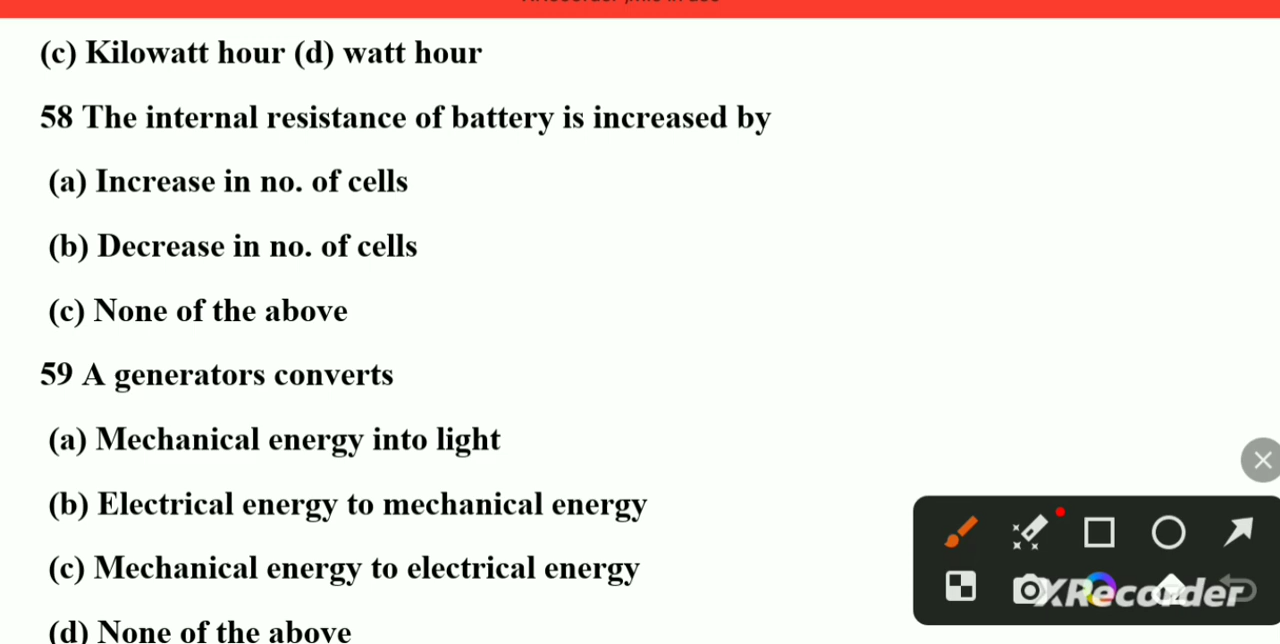 (c) Kilowatt hour (d) watt hour
58 The internal resistance of battery is increased by
(a) Increase in no. of cells
(b) Decrease in no. of cells
(c) None of the above
59 A generators converts
(a) Mechanical energy into light
(b) Electrical energy to mechanical energy
(c) Mechanical energy to electrical energy
(d) None of the above
XRecorder